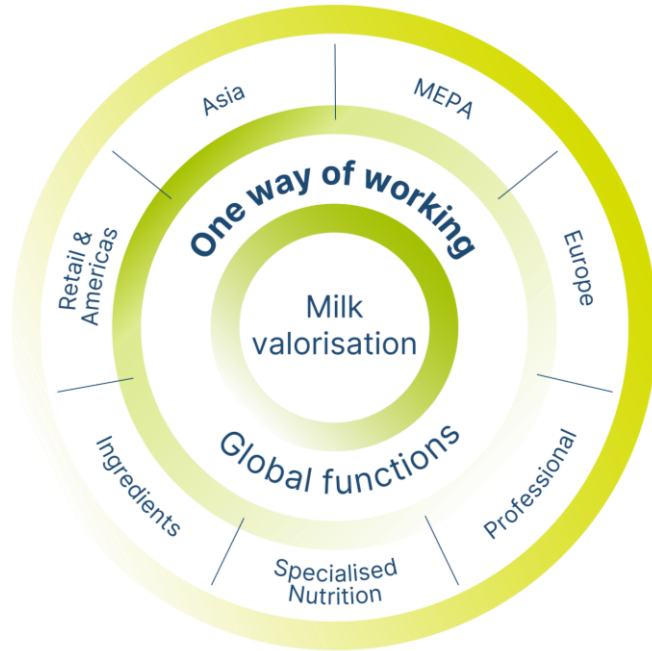 Asia
MEPA
Europe
Professional
Specialised
Nutrition
Ingredients
Retail &
Americas
One way of working
Milk
valorisation
Global functions